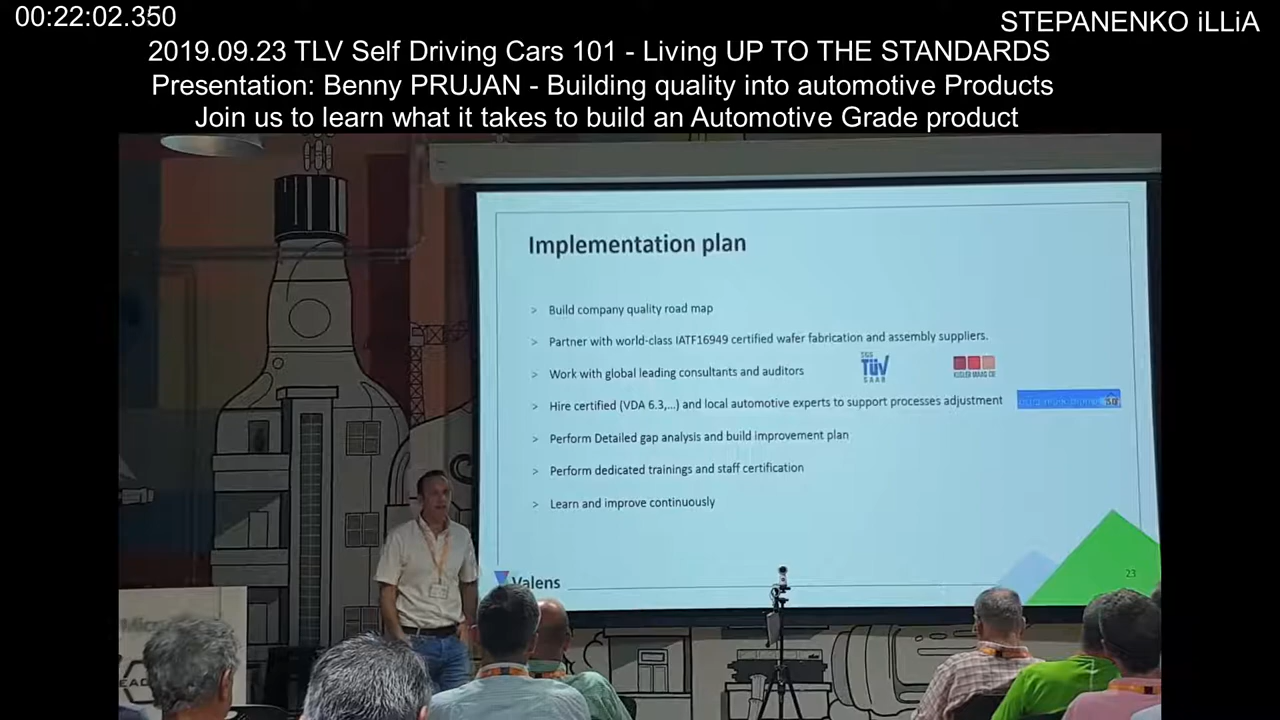 00:22:02.350
STEPANENKO iLLiA
2019.09.23 TLV Self Driving Cars 101 - Living UP TO THE STANDARDS
Presentation: Benny PRUJAN - Building quality into automotive Products
Join us to learn what it takes to build an Automotive Grade product
Implementation plan
> Build company quality road map
> Partner with world-class IATF16949 certified wafer fabrication and assembly suppliers.
> Work with global leading consultants and auditors
SGS
TÜV
SAAR
KUGLER MAAG CIE
> Hire certified (VDA 6.3,...) and local automotive experts to support processes adjustment
> Perform Detailed gap analysis and build improvement plan
> Perform dedicated trainings and staff certification
> Learn and improve continuously
Valens
23